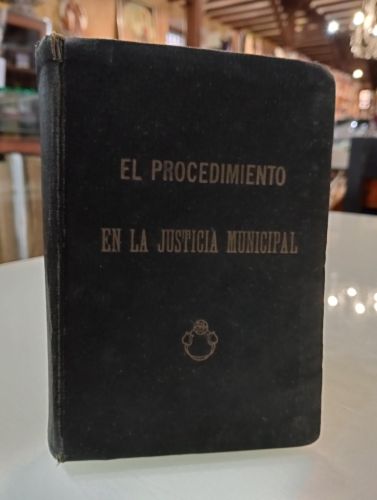 EL PROCEDIMIENTO
EN LA JUSTICIA MUNICIPAL